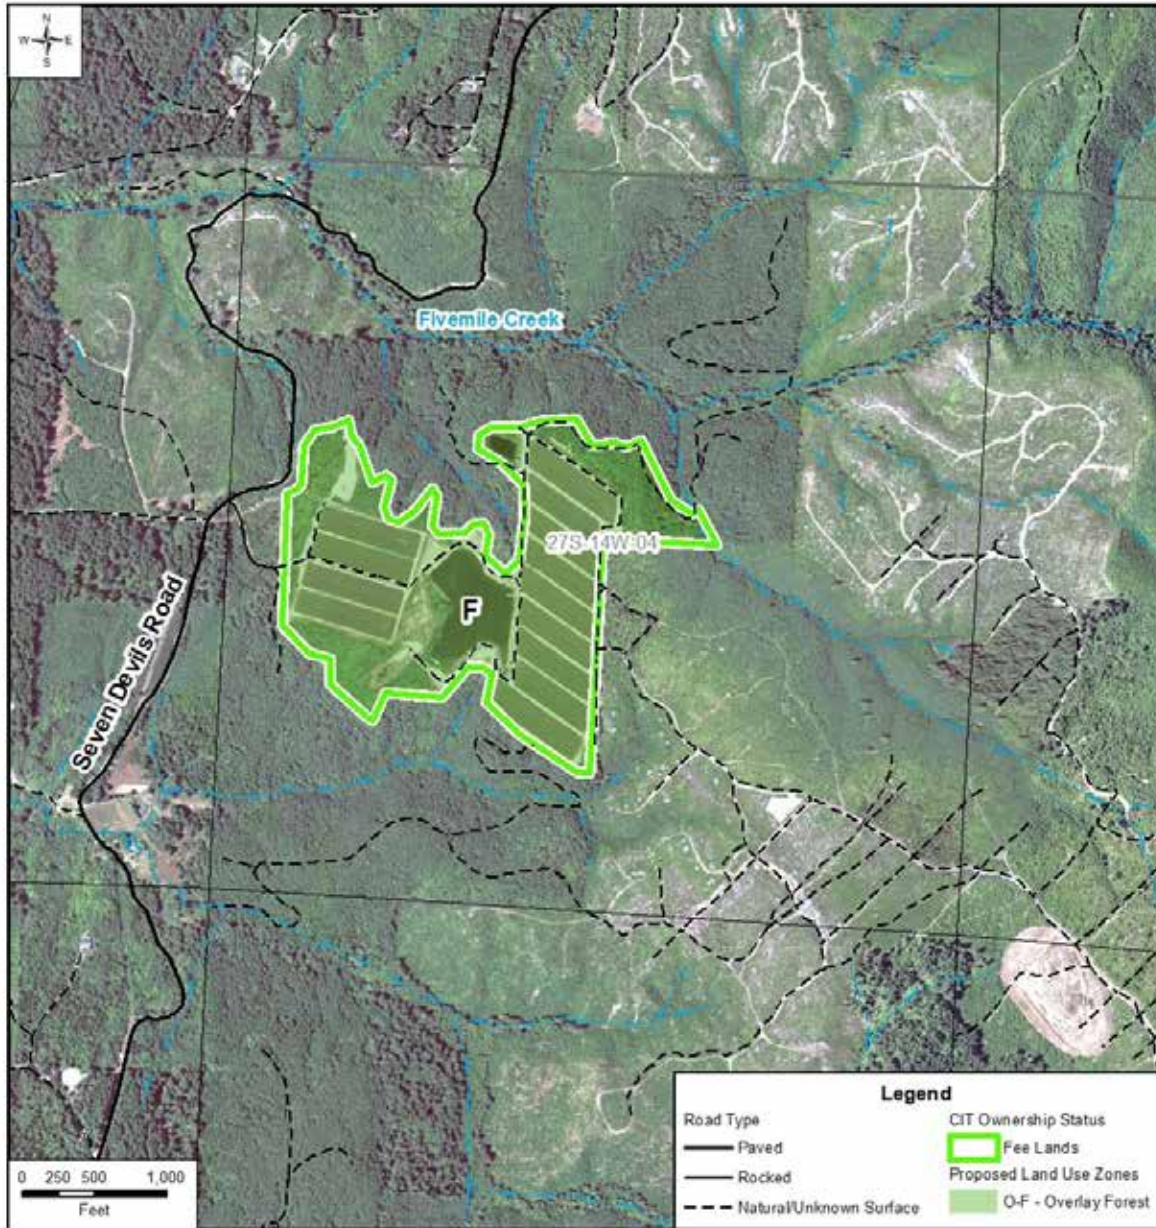 N
W E
S
Fivemile Creek
27S-14W-04
F
Seven Devils Road
Legend
Road Type
Paved
Rocked
Natural/Unknown Surface
CIT Ownership Status
Fee Lands
Proposed Land Use Zones
O-F - Overlay Forest
0 250 500 1,000
Feet